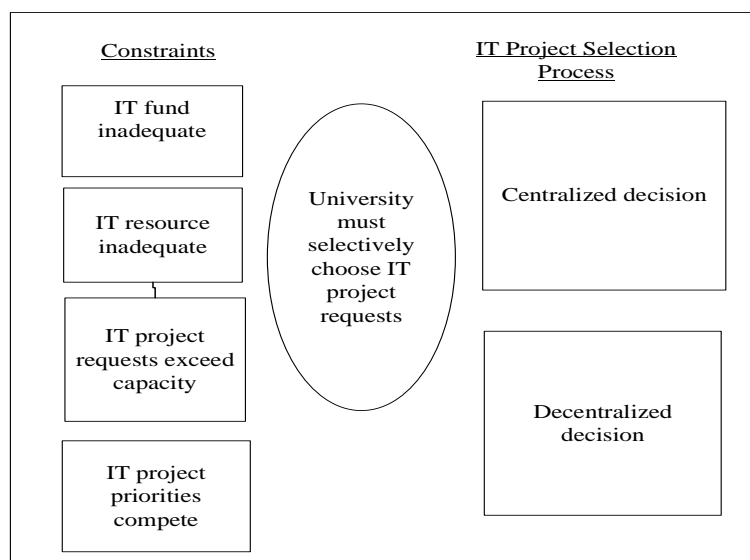 Constraints
IT fund
inadequate
IT resource
inadequate
IT project
requests exceed
capacity
IT project
priorities
compete
University
must
selectively
choose IT
project
requests
IT Project Selection
Process
Centralized decision
Decentralized
decision